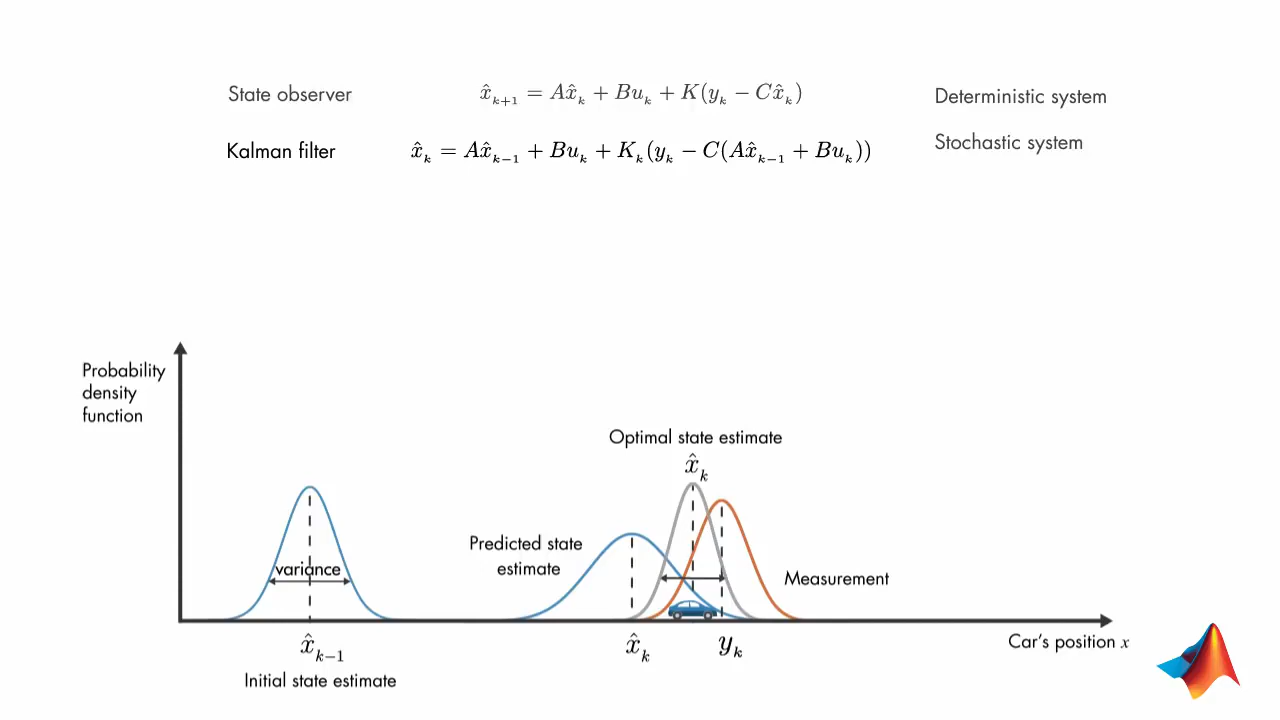 State observer
x̂ₖ₊₁ = Ax̂ₖ + Buₖ + K(yₖ − Cx̂ₖ)
Deterministic system
Kalman filter
x̂ₖ = Ax̂ₖ₋₁ + Buₖ + Kₖ(yₖ − C(Ax̂ₖ₋₁ + Buₖ))
Stochastic system
Probability
density
function
Optimal state estimate
x̂ₖ
Predicted state
estimate
variance
Measurement
x̂ₖ₋₁
x̂ₖ
yₖ
Car's position x
Initial state estimate